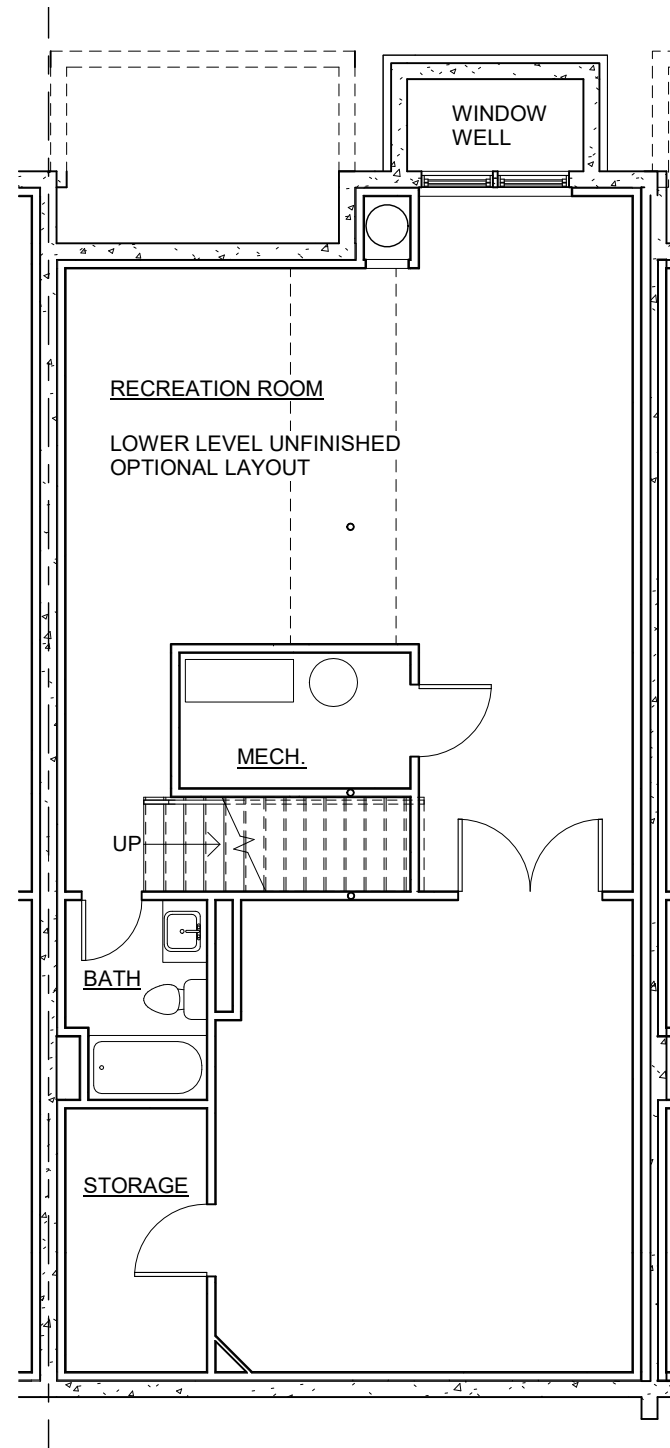 WINDOW
WELL
RECREATION ROOM
LOWER LEVEL UNFINISHED
OPTIONAL LAYOUT
MECH.
UP
BATH
STORAGE